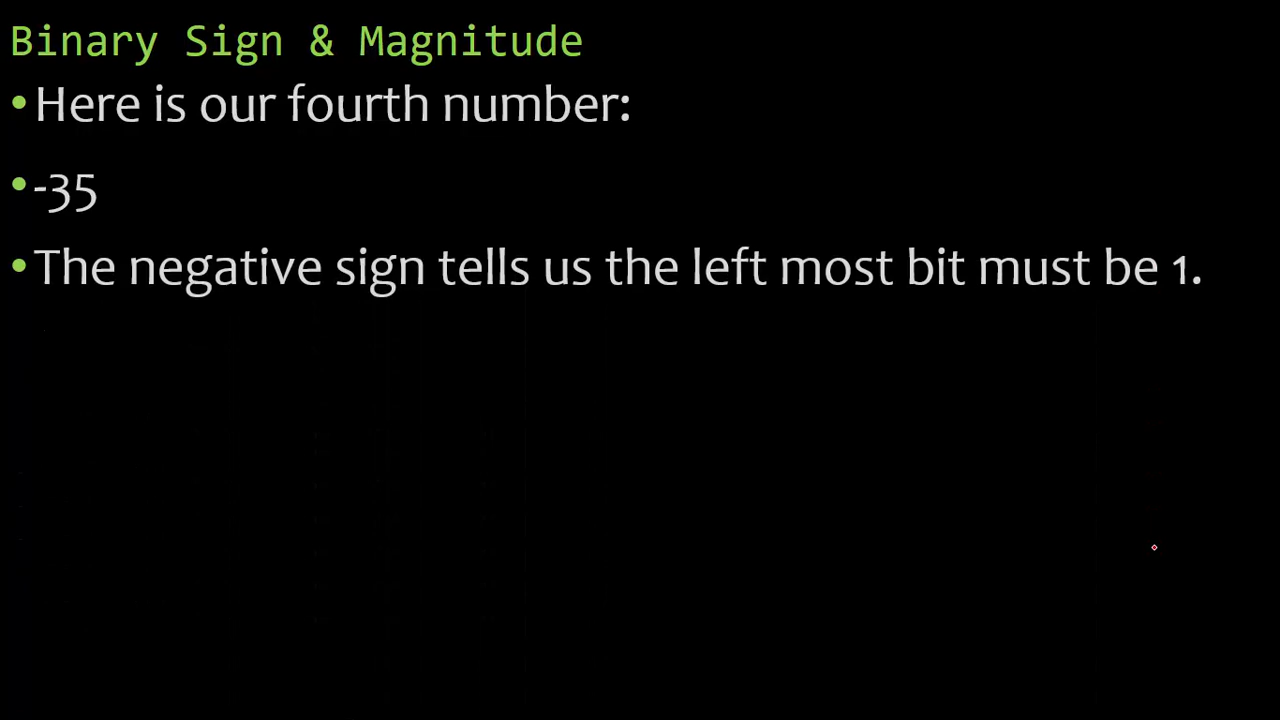 Binary Sign & Magnitude
•Here is our fourth number:
•-35
•The negative sign tells us the left most bit must be 1.